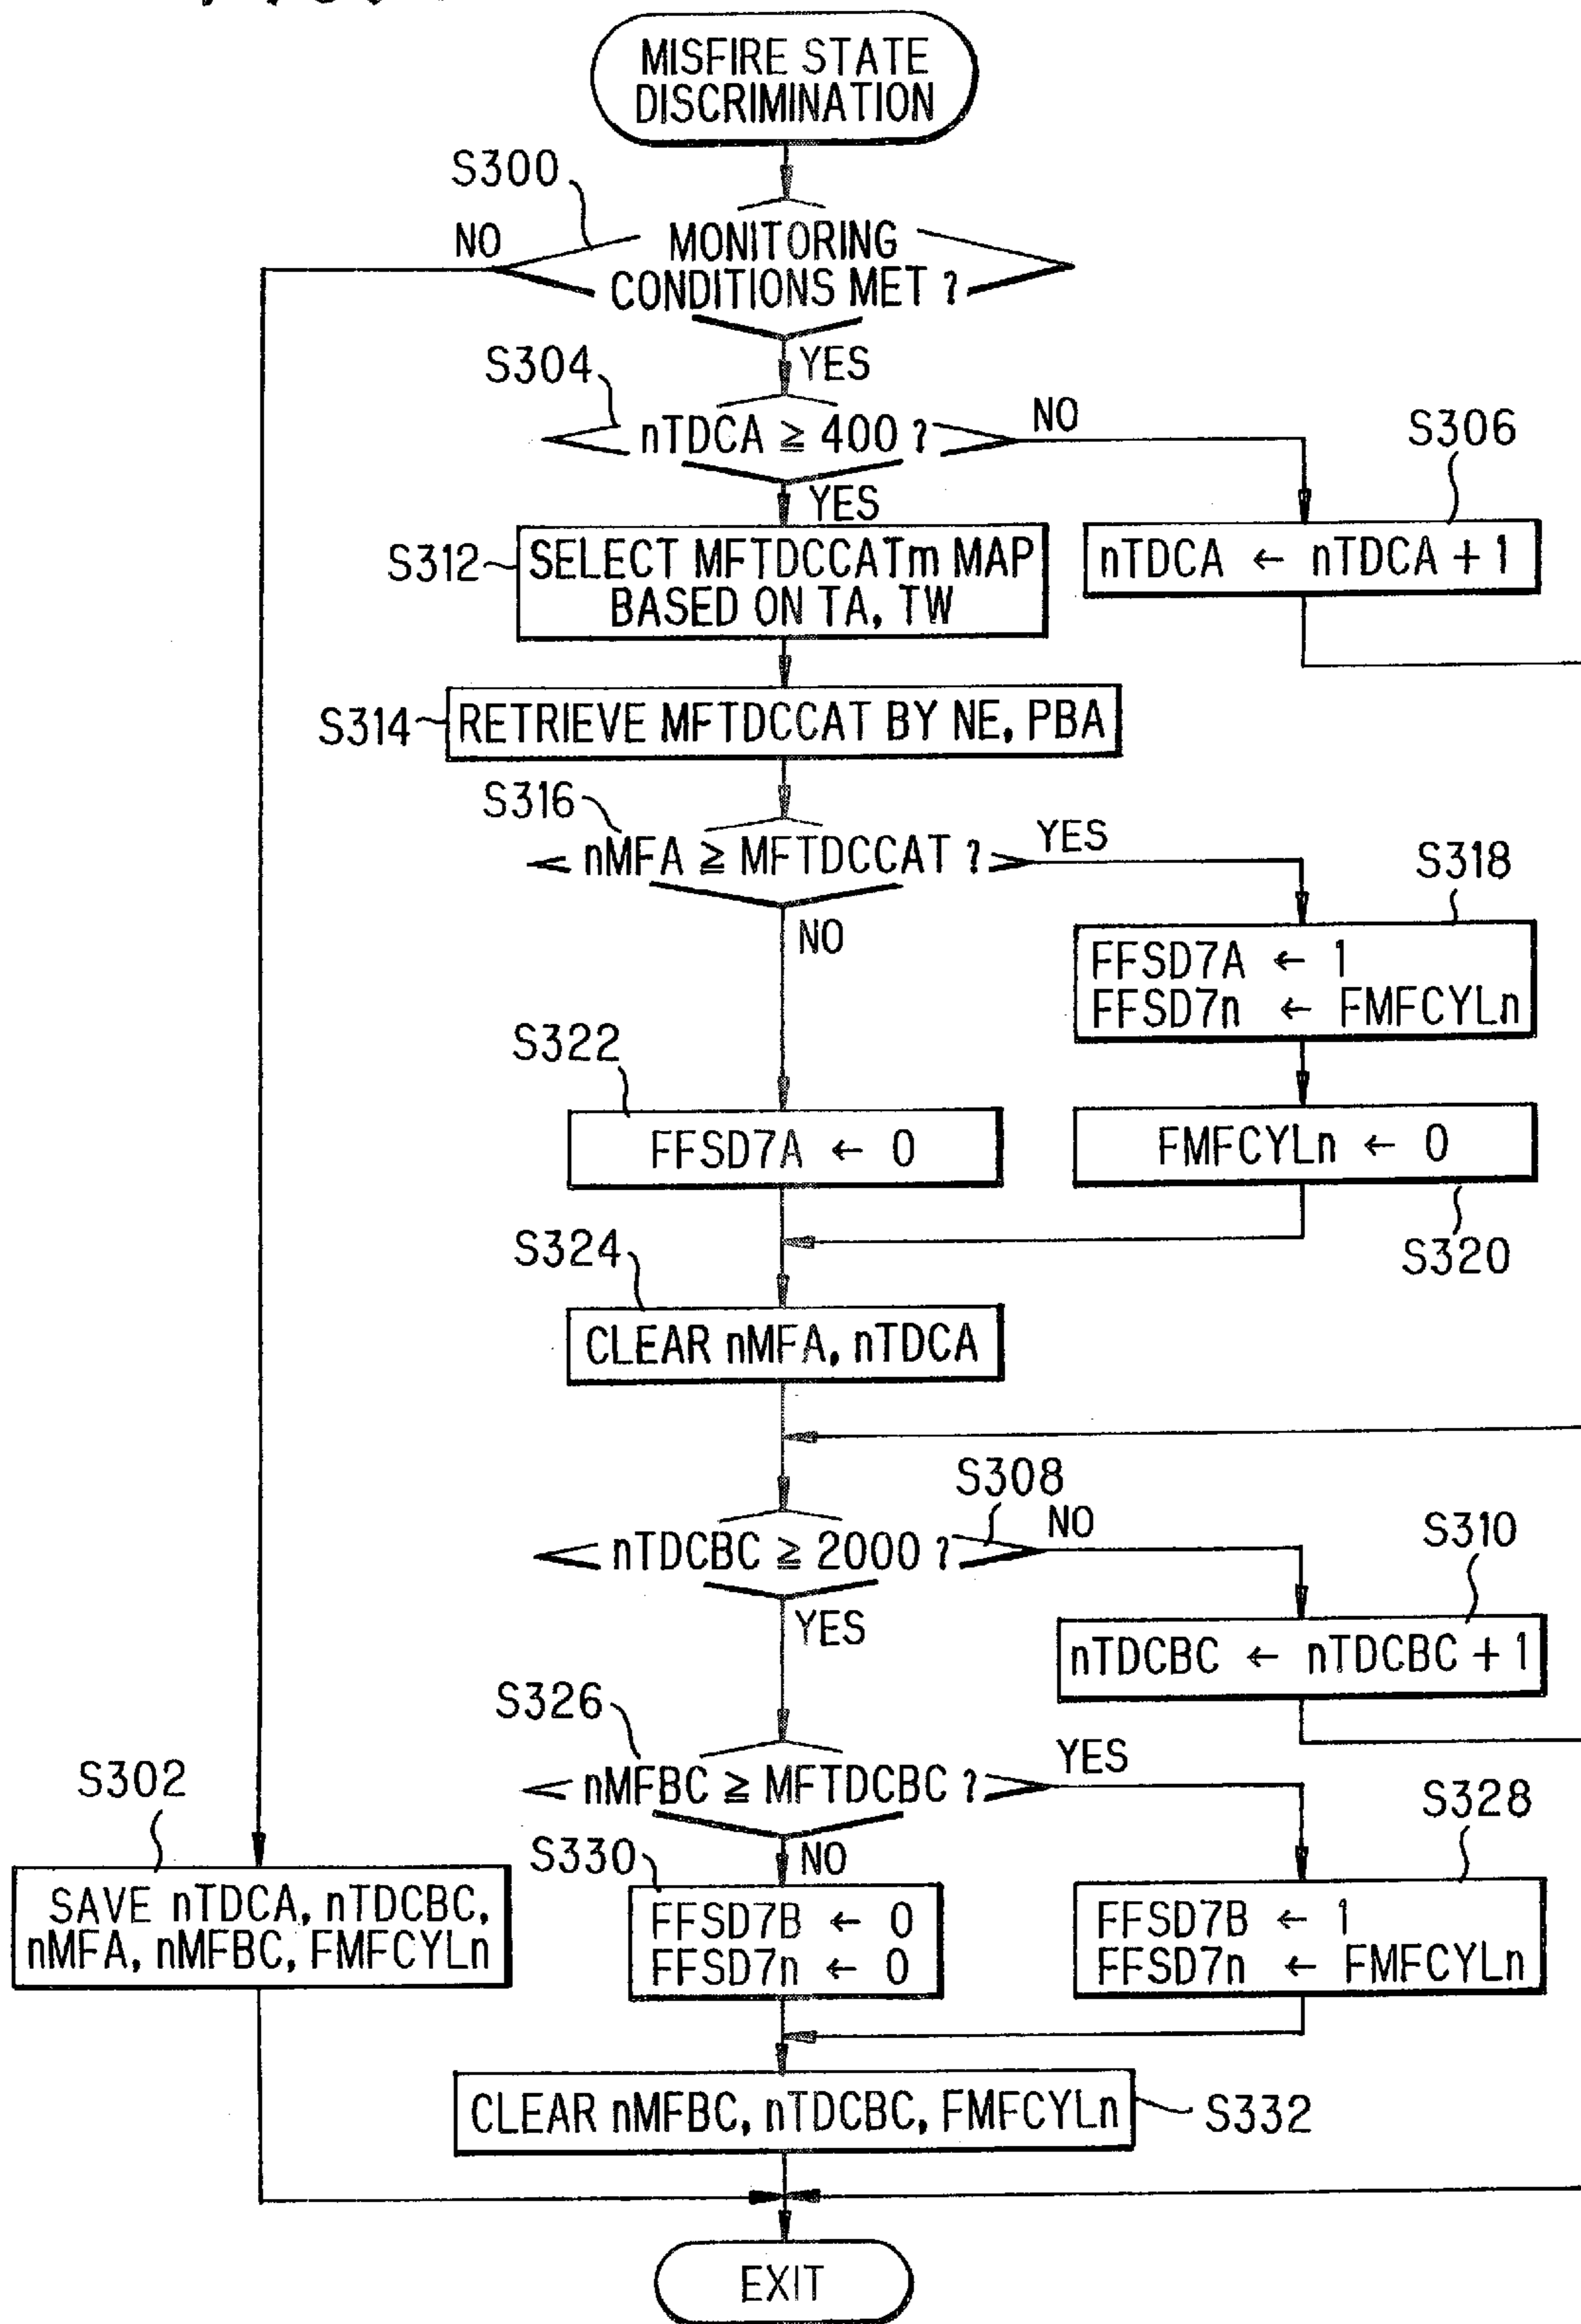 MISFIRE STATE
DISCRIMINATION
S300
NO
MONITORING
CONDITIONS MET ?
YES
S304
nTDCA ≧ 400 ?
NO
S306
YES
nTDCA ← nTDCA + 1
S312
SELECT MFTDCCATm MAP
BASED ON TA, TW
S314
RETRIEVE MFTDCCAT BY NE, PBA
S316
nMFA ≧ MFTDCCAT ?
YES
S318
NO
FFSD7A ← 1
FFSD7n ← FMFCYLn
S322
FFSD7A ← 0
FMFCYLn ← 0
S320
S324
CLEAR nMFA, nTDCA
S308
nTDCBC ≧ 2000 ?
NO
S310
YES
nTDCBC ← nTDCBC + 1
S326
nMFBC ≧ MFTDCBC ?
YES
S328
S302
SAVE nTDCA, nTDCBC,
nMFA, nMFBC, FMFCYLn
S330
NO
FFSD7B ← 0
FFSD7n ← 0
FFSD7B ← 1
FFSD7n ← FMFCYLn
CLEAR nMFBC, nTDCBC, FMFCYLn
S332
EXIT